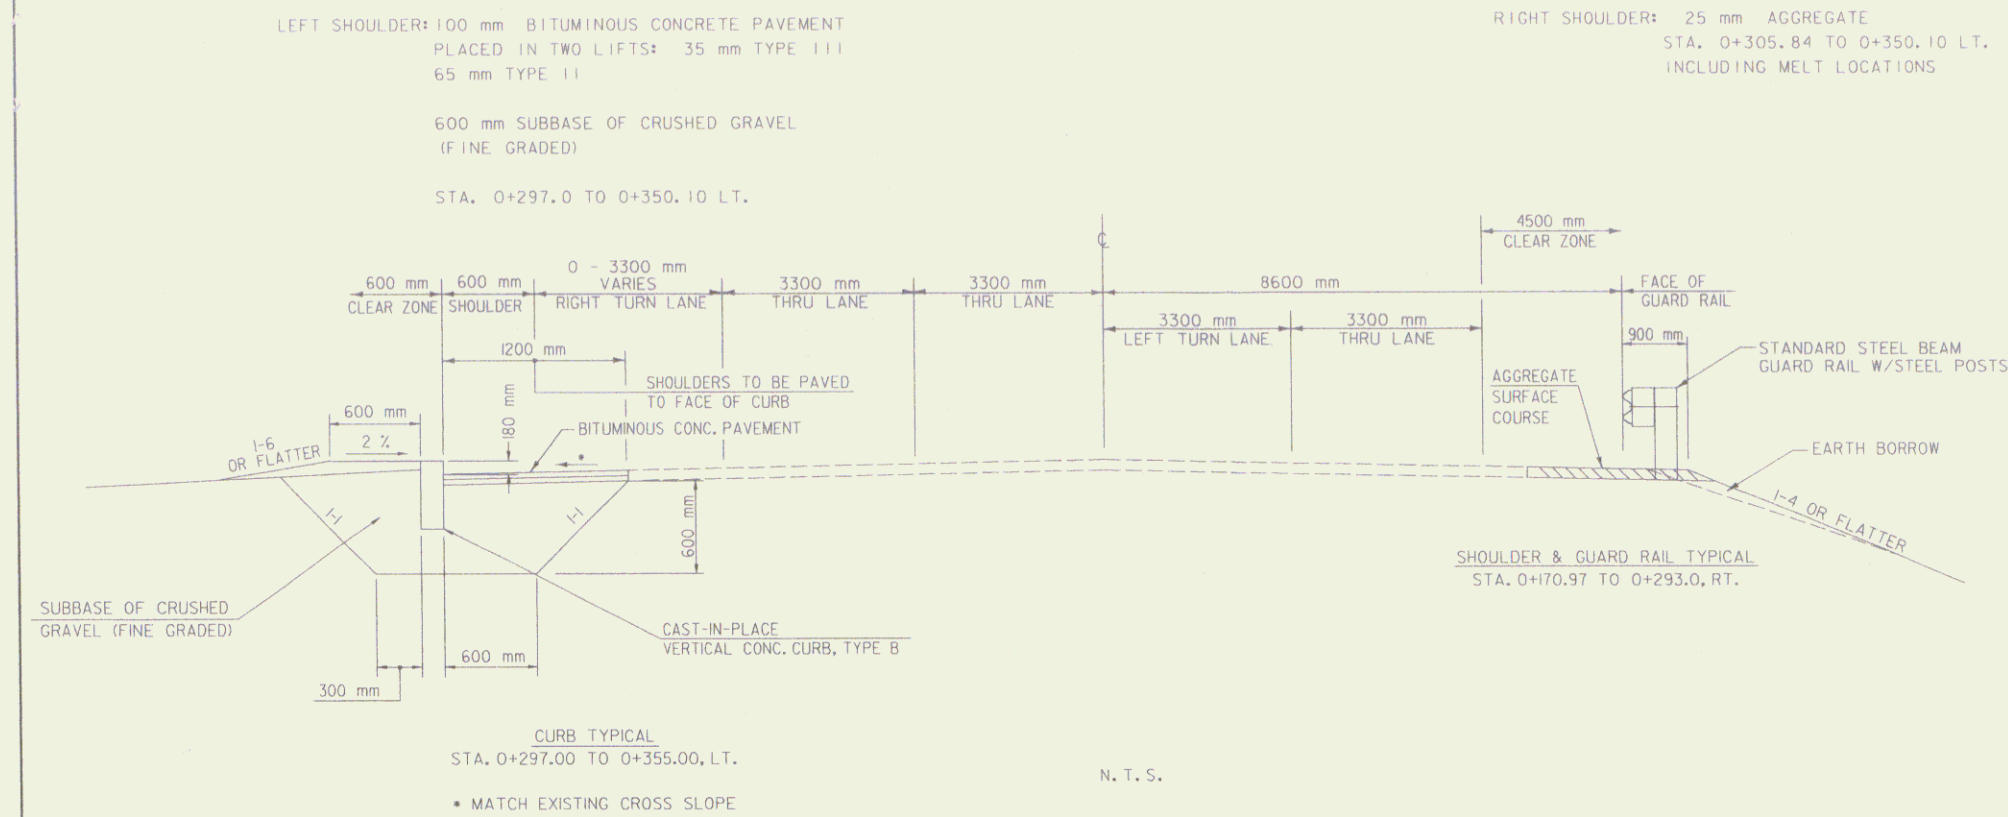 LEFT SHOULDER: 100 mm BITUMINOUS CONCRETE PAVEMENT
PLACED IN TWO LIFTS: 35 mm TYPE III
65 mm TYPE II
600 mm SUBBASE OF CRUSHED GRAVEL
(FINE GRADED)
STA. 0+297.0 TO 0+350.10 LT.
RIGHT SHOULDER: 25 mm AGGREGATE
STA. 0+305.84 TO 0+350.10 LT.
INCLUDING MELT LOCATIONS
℄
4500 mm
CLEAR ZONE
600 mm
CLEAR ZONE
600 mm
SHOULDER
0 - 3300 mm
VARIES
RIGHT TURN LANE
3300 mm
THRU LANE
3300 mm
THRU LANE
8600 mm
FACE OF
GUARD RAIL
3300 mm
LEFT TURN LANE
3300 mm
THRU LANE
900 mm
1200 mm
SHOULDERS TO BE PAVED
TO FACE OF CURB
STANDARD STEEL BEAM
GUARD RAIL W/STEEL POSTS
AGGREGATE
SURFACE
COURSE
600 mm
2 %
180 mm
BITUMINOUS CONC. PAVEMENT
*
1-6
OR FLATTER
EARTH BORROW
1-4 OR FLATTER
1-1
1-1
600 mm
SHOULDER & GUARD RAIL TYPICAL
STA. 0+170.97 TO 0+293.0, RT.
SUBBASE OF CRUSHED
GRAVEL (FINE GRADED)
CAST-IN-PLACE
VERTICAL CONC. CURB, TYPE B
600 mm
300 mm
CURB TYPICAL
STA. 0+297.00 TO 0+355.00, LT.
* MATCH EXISTING CROSS SLOPE
N.T.S.